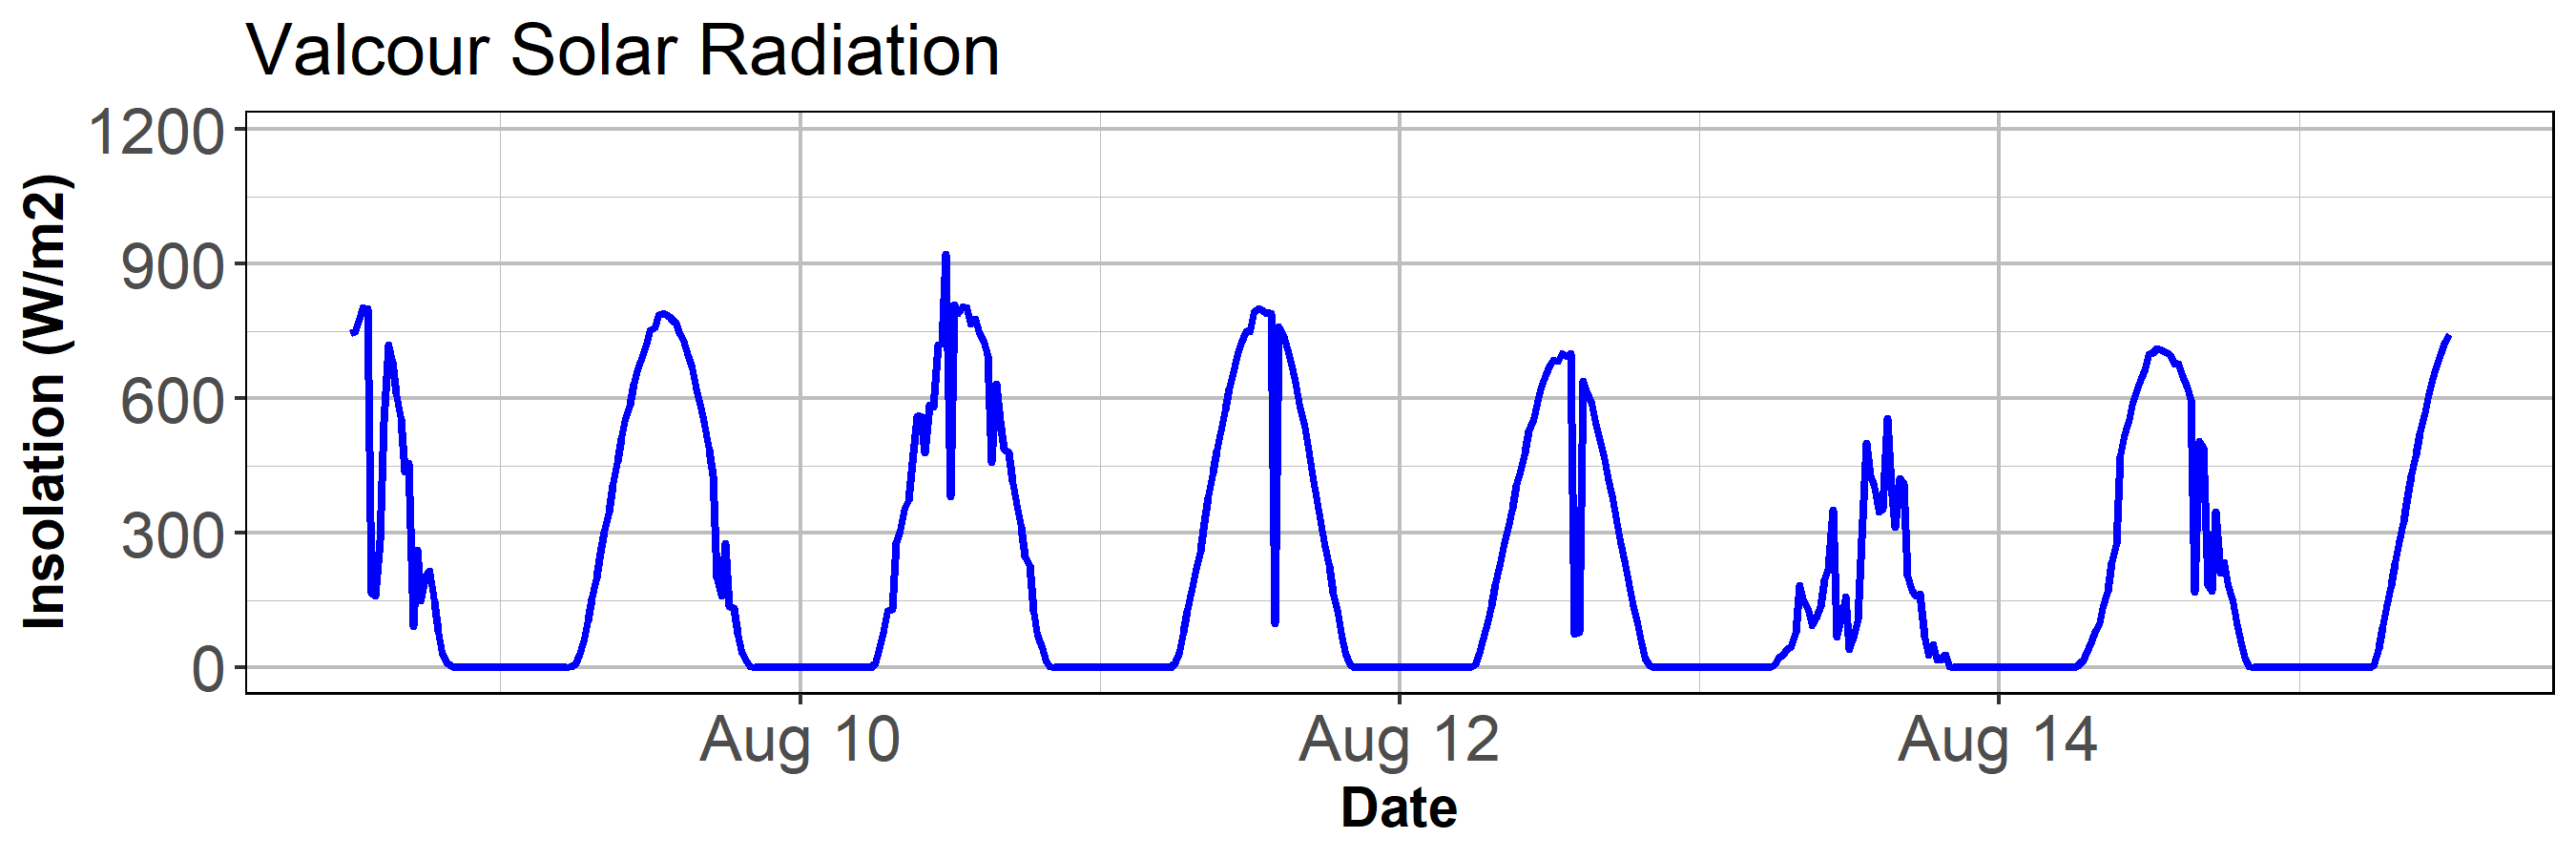 Valcour Solar Radiation
Insolation (W/m2)
1200
900
600
300
0
Aug 10
Aug 12
Aug 14
Date